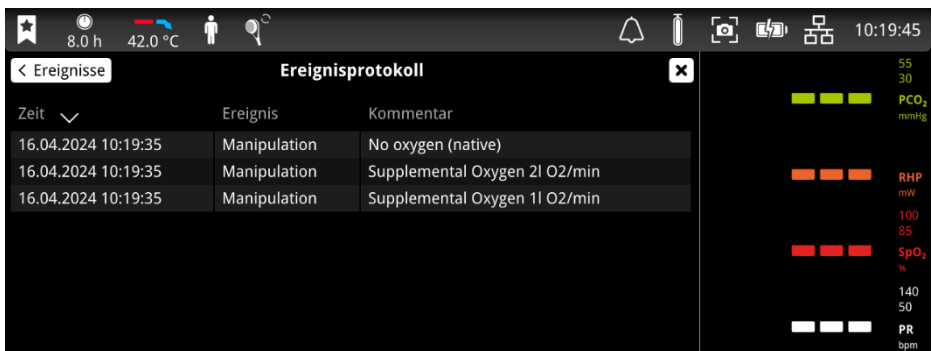 8.0 h 42.0 °C 10:19:45
< Ereignisse Ereignisprotokoll
Zeit Ereignis Kommentar
16.04.2024 10:19:35 Manipulation No oxygen (native)
16.04.2024 10:19:35 Manipulation Supplemental Oxygen 2l O2/min
16.04.2024 10:19:35 Manipulation Supplemental Oxygen 1l O2/min
55
30
PCO₂
mmHg
RHP
mW
100
85
SpO₂
%
140
50
PR
bpm